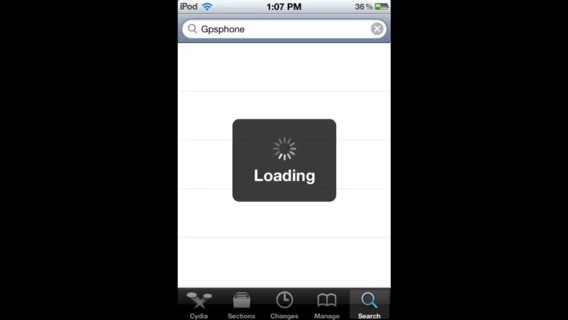 iPod 1:07 PM 36%
Gpsphone
Loading
Cydia Sections Changes Manage Search